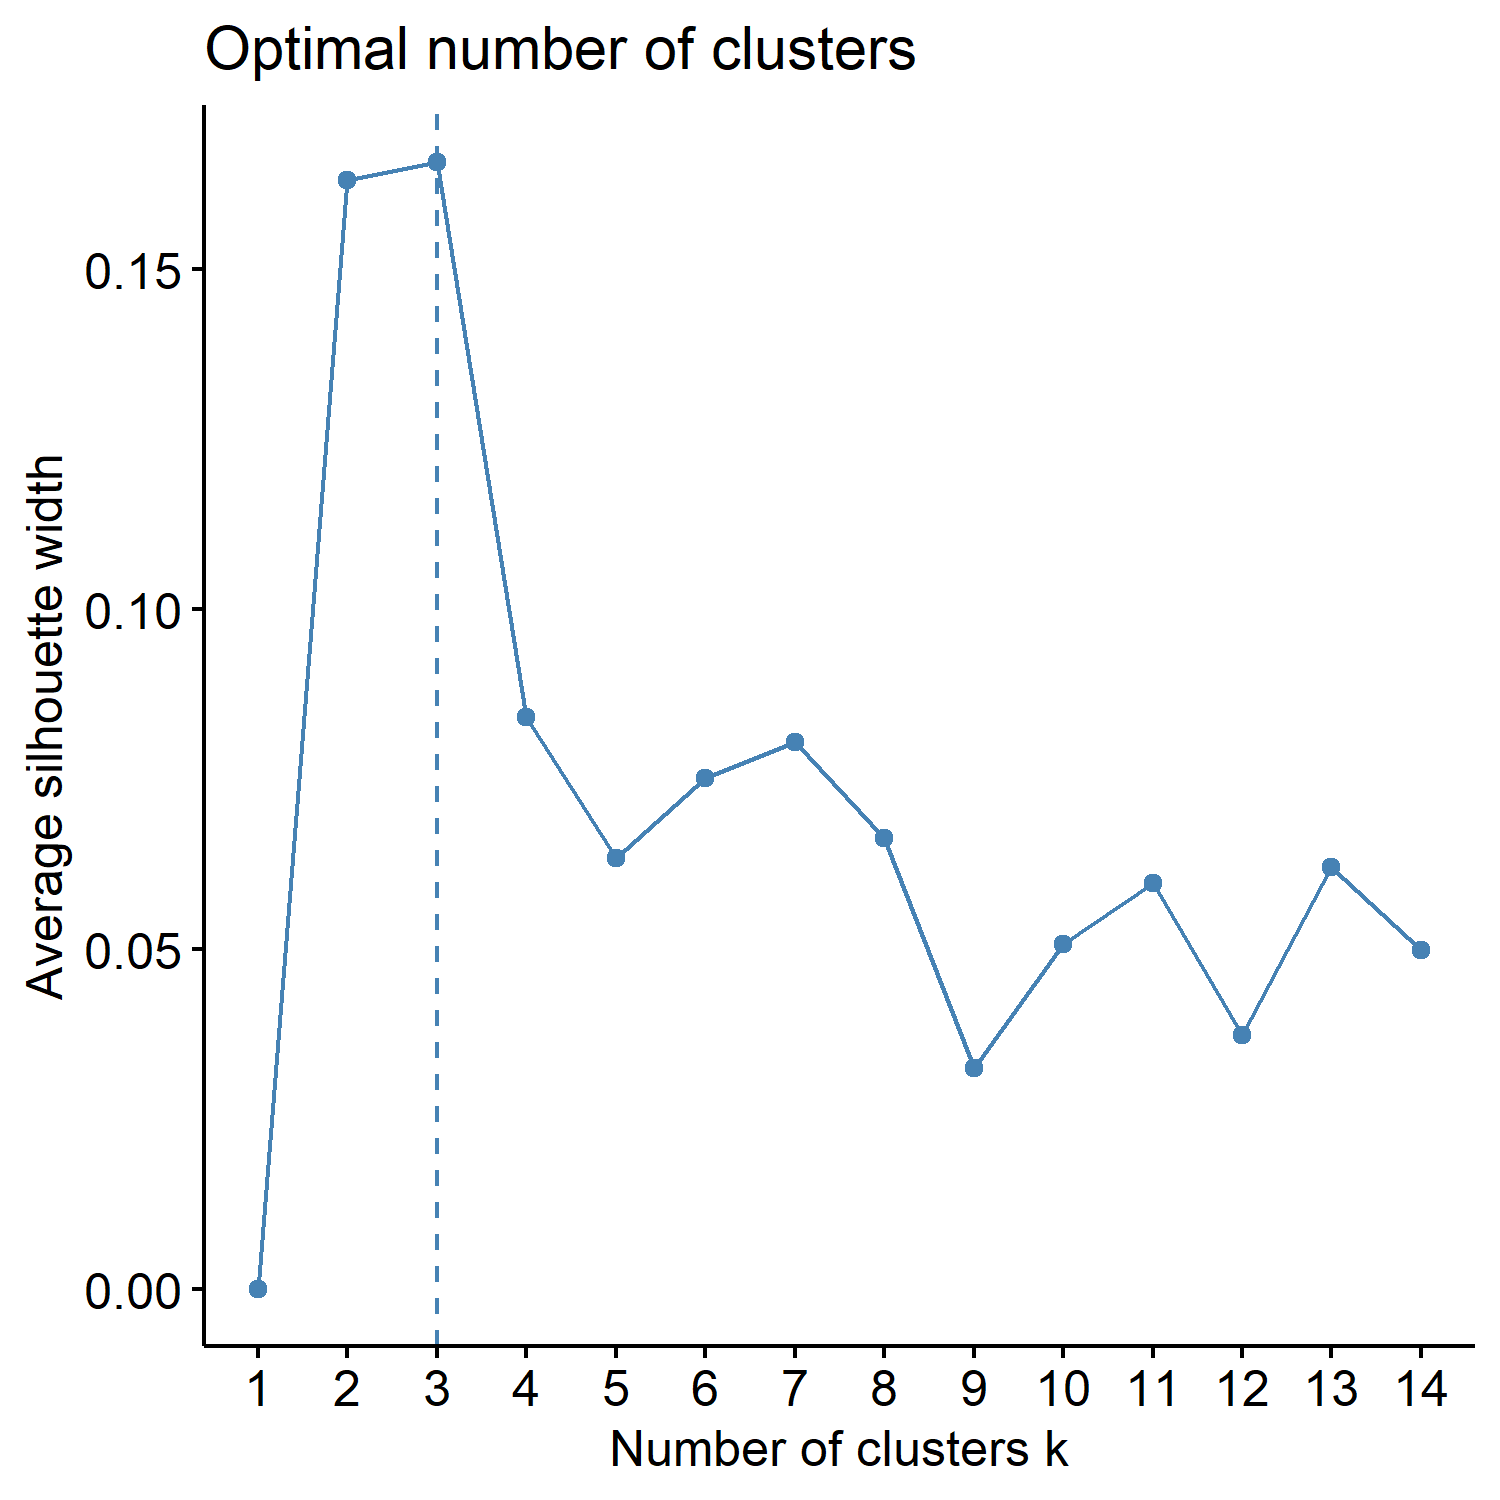 Optimal number of clusters
Average silhouette width
0.15
0.10
0.05
0.00
1 2 3 4 5 6 7 8 9 10 11 12 13 14
Number of clusters k